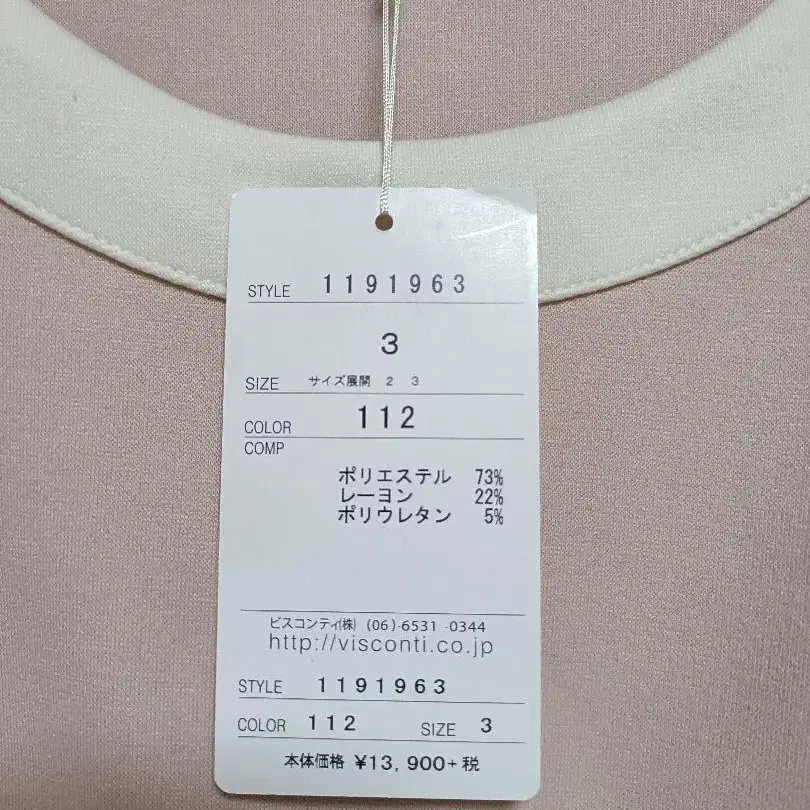 STYLE 1191963
3
SIZE サイズ展開 2 3
COLOR 112
COMP
ポリエステル 73%
レーヨン 22%
ポリウレタン 5%
ビスコンティ(株) (06)-6531-0344
http://visconti.co.jp
STYLE 1191963
COLOR 112 SIZE 3
本体価格 ¥13,900+税